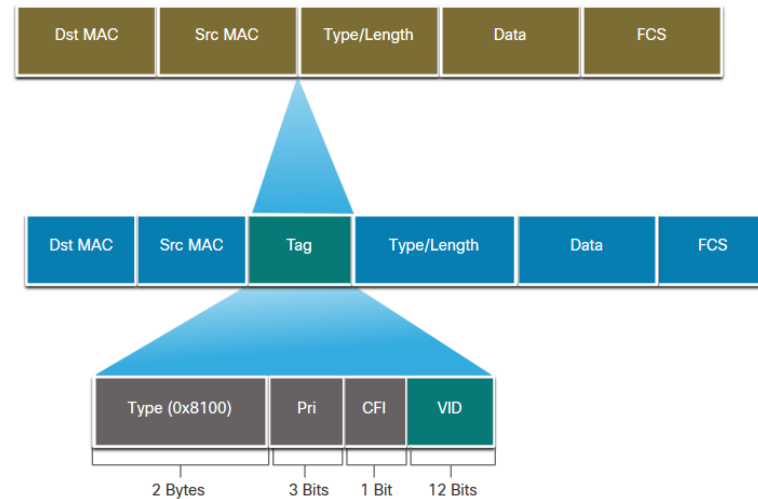 Dst MAC Src MAC Type/Length Data FCS
Dst MAC Src MAC Tag Type/Length Data FCS
Type (0x8100) Pri CFI VID
2 Bytes 3 Bits 1 Bit 12 Bits